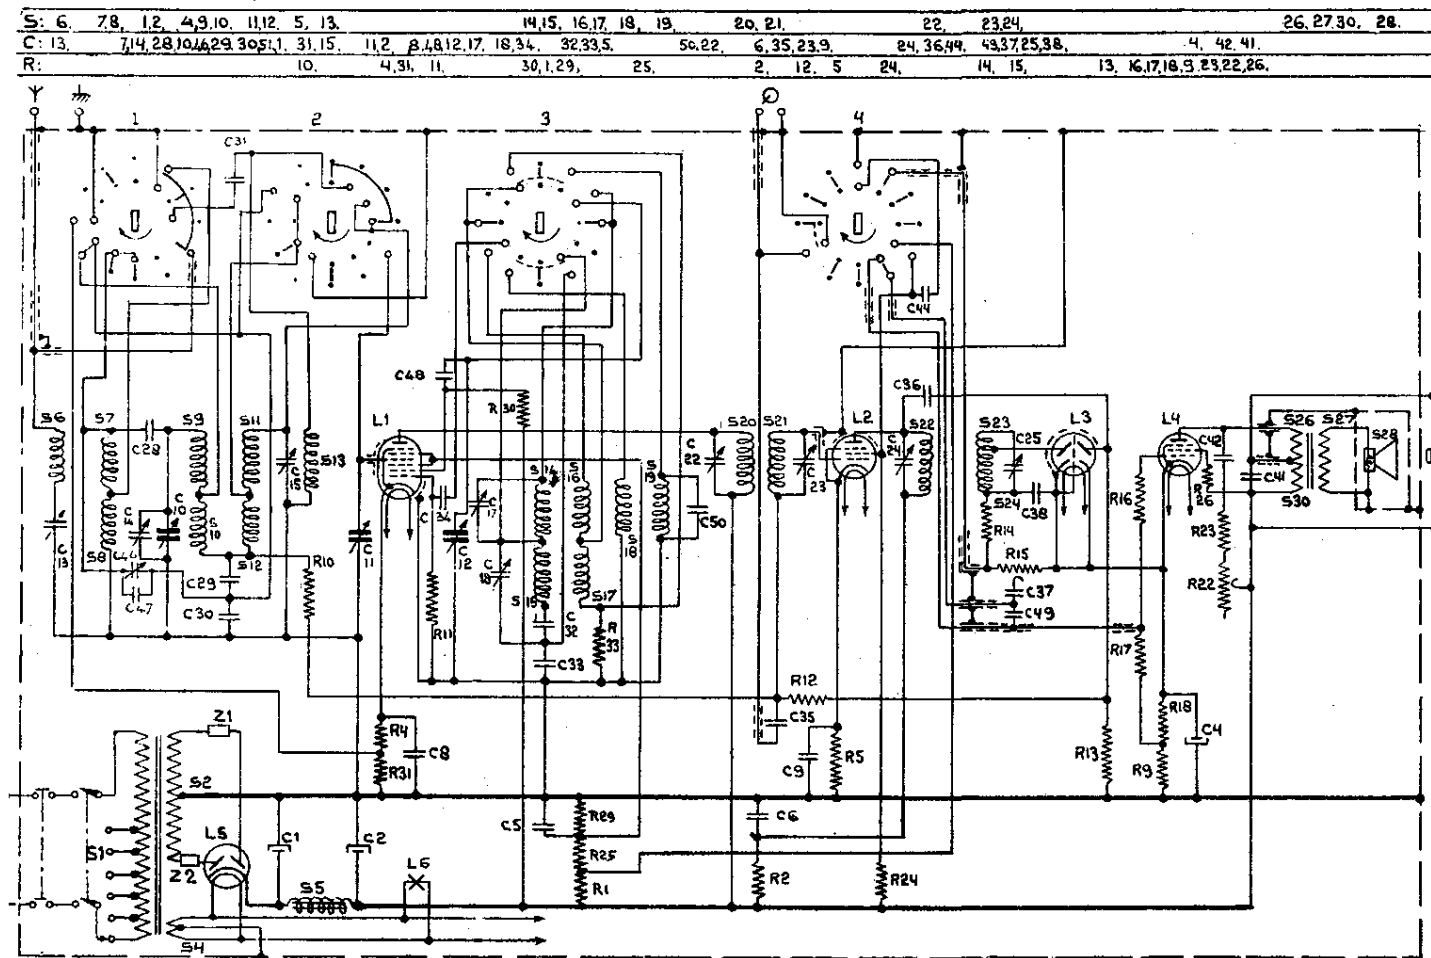 S: 6. 7,8, 1,2, 4,9,10, 11,12, 5, 13. 14,15, 16,17, 18, 19, 20, 21. 22, 23,24, 26, 27,30, 28.
C: 13, 7,14,28,10,46,29,30,51,1, 31,15, 11,2, 8,48,12,17, 18,34, 32,33,5, 50,22, 6,35,23,9, 24,36,44, 49,37,25,38, 4, 42, 41.
R: 10, 4,31, 11, 30,1,29, 25, 2, 12, 5 24, 14, 15, 13, 16,17,18,9,23,22,26,
1 2 3 4
C31
C44
C48 C36
R30
S6 S7 C28 S9 S11 L1 S20 S21 L2 S22 S23 L3 L4 S26 S27 S28
C42
C15 S13 C22 C23 C24 C25
S14 S16 S19
C41
R16 R26 S30
C34 C17 C50 S24 C38
C13 C14 C10 S10 S12 C11 C12 S18 R14 R23
S8 C46 R10 R15
C29 C18 R22
C47 C37
C30 S15 C32 S17 C49
R11 R33 R17
C33
R12
Z1 C35 R18 C4
R4 C8 C9 R5 R13 R9
R31
S2
L5 C1 C2 C5 R29 C6
S1 R25
Z2 L6
S5 R1 R2 R24
S4